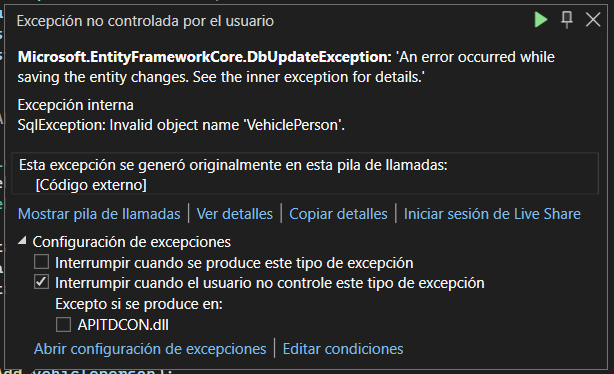 Excepción no controlada por el usuario
Microsoft.EntityFrameworkCore.DbUpdateException: 'An error occurred while
saving the entity changes. See the inner exception for details.'
Excepción interna
SqlException: Invalid object name 'VehiclePerson'.
Esta excepción se generó originalmente en esta pila de llamadas:
[Código externo]
Mostrar pila de llamadas | Ver detalles | Copiar detalles | Iniciar sesión de Live Share
Configuración de excepciones
Interrumpir cuando se produce este tipo de excepción
Interrumpir cuando el usuario no controle este tipo de excepción
Excepto si se produce en:
APITDCON.dll
Abrir configuración de excepciones | Editar condiciones